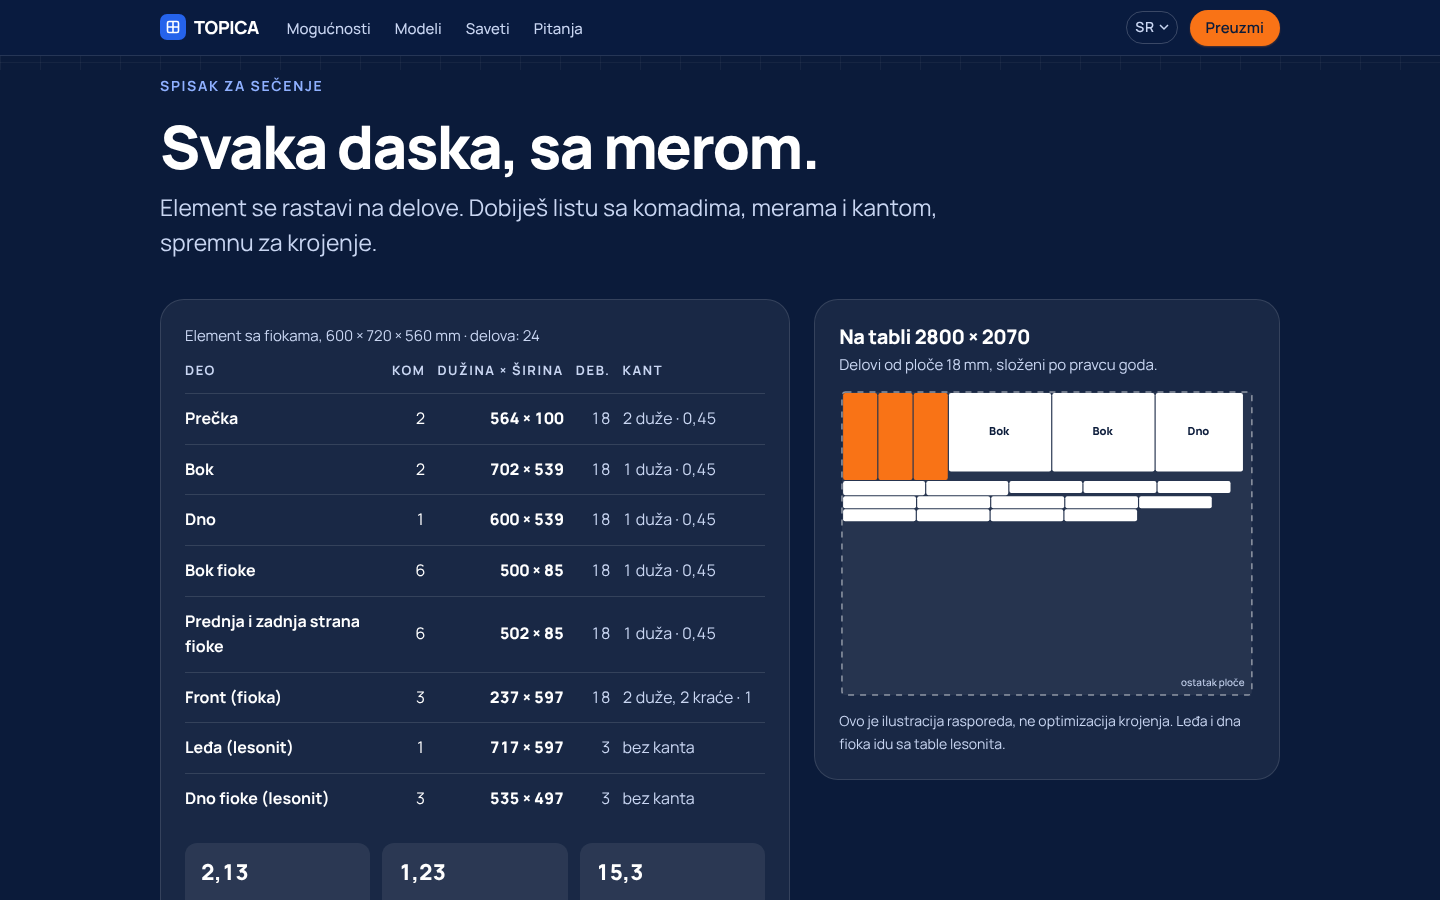 TOPICA Mogućnosti Modeli Saveti Pitanja SR Preuzmi
SPISAK ZA SEČENJE
Svaka daska, sa merom.
Element se rastavi na delove. Dobiješ listu sa komadima, merama i kantom,
spremnu za krojenje.
Element sa fiokama, 600 × 720 × 560 mm · delova: 24
DEO KOM DUŽINA × ŠIRINA DEB. KANT
Prečka 2 564 × 100 18 2 duže · 0,45
Bok 2 702 × 539 18 1 duža · 0,45
Dno 1 600 × 539 18 1 duža · 0,45
Bok fioke 6 500 × 85 18 1 duža · 0,45
Prednja i zadnja strana
fioke 6 502 × 85 18 1 duža · 0,45
Front (fioka) 3 237 × 597 18 2 duže, 2 kraće · 1
Leđa (lesonit) 1 717 × 597 3 bez kanta
Dno fioke (lesonit) 3 535 × 497 3 bez kanta
2,13 1,23 15,3
Na tabli 2800 × 2070
Delovi od ploče 18 mm, složeni po pravcu goda.
Bok Bok Dno
ostatak ploče
Ovo je ilustracija rasporeda, ne optimizacija krojenja. Leđa i dna
fioka idu sa table lesonita.